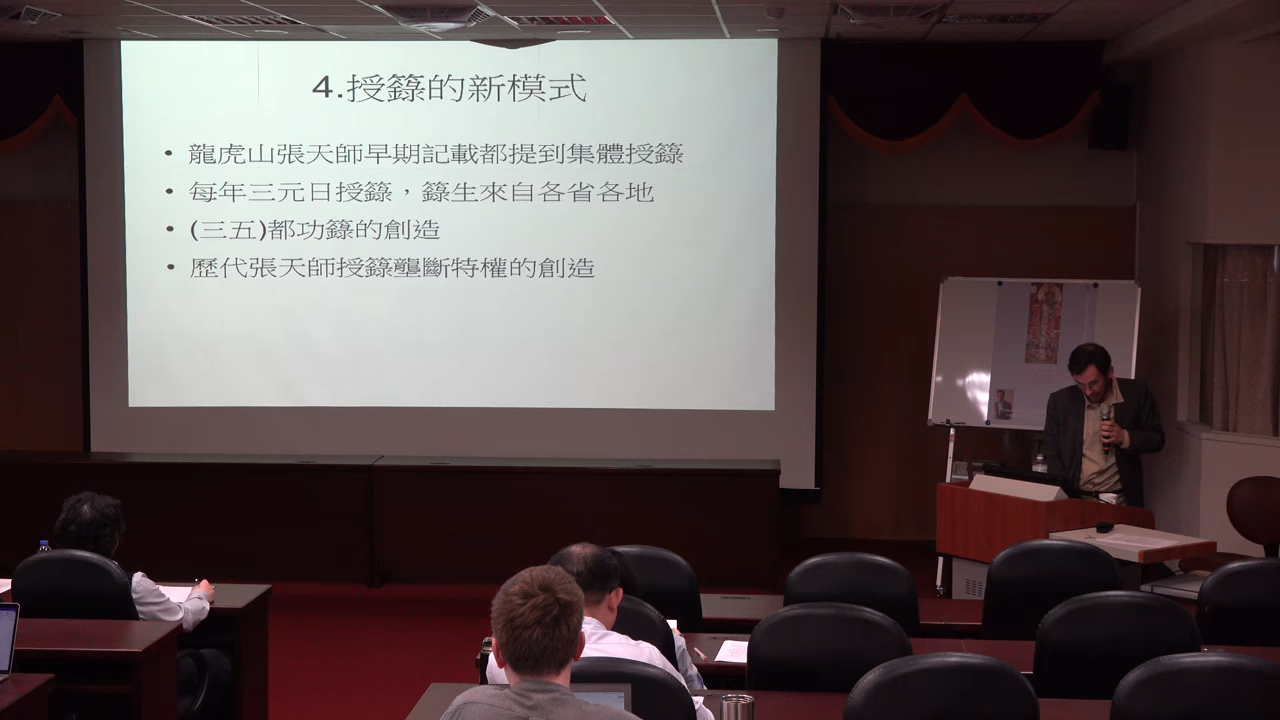 4.授籙的新模式
• 龍虎山張天師早期記載都提到集體授籙
• 每年三元日授籙，籙生來自各省各地
• (三五)都功籙的創造
• 歷代張天師授籙壟斷特權的創造